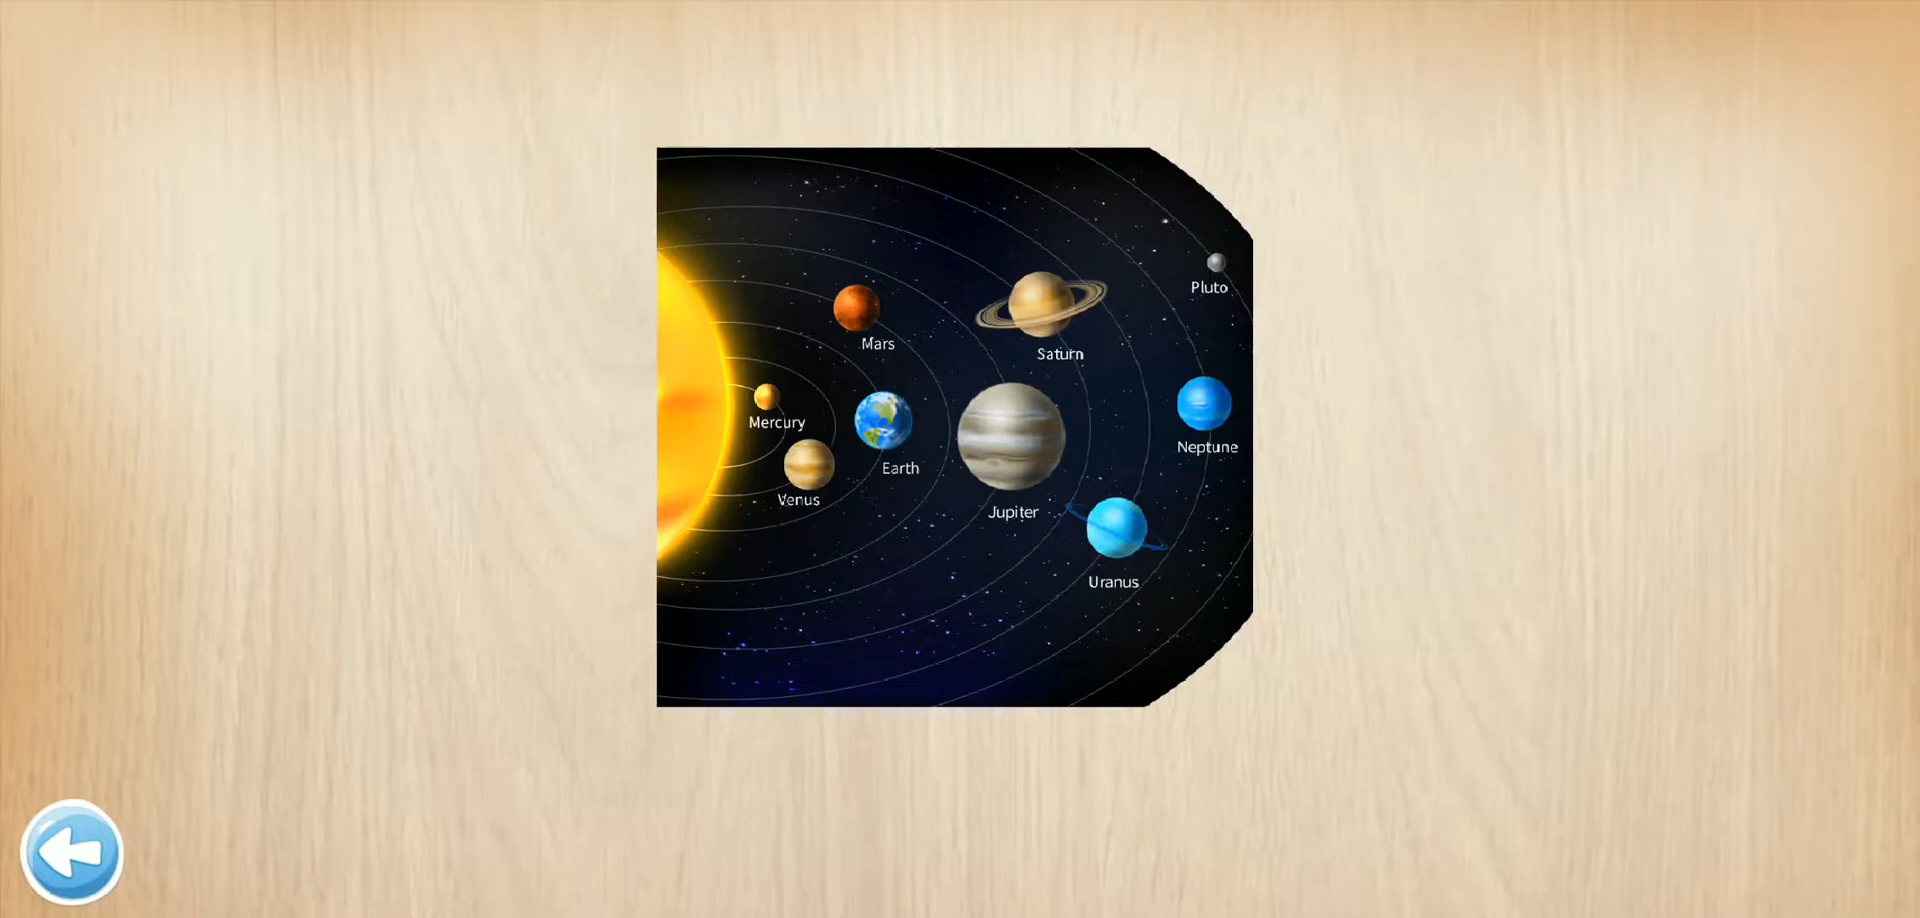 Pluto
Mars
Saturn
Mercury
Neptune
Earth
Venus
Jupiter
Uranus